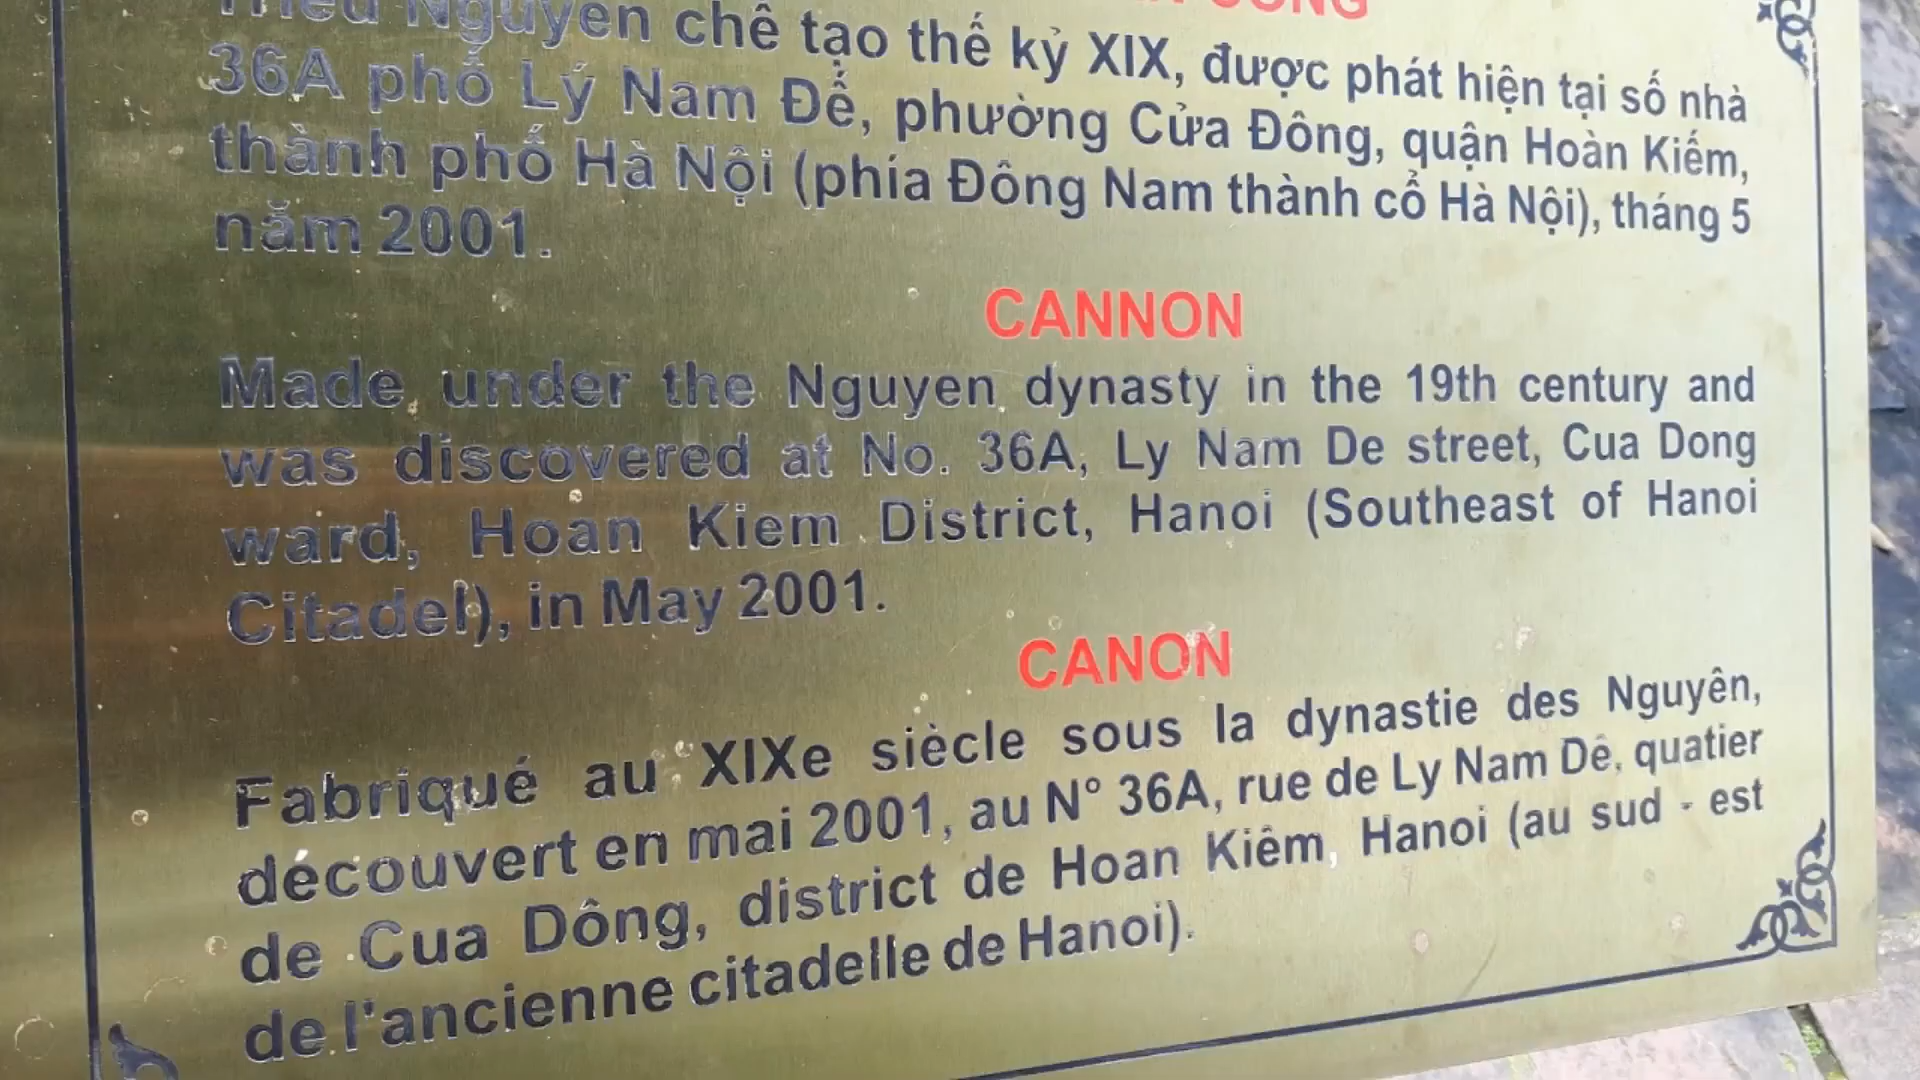 CÔNG
Triều Nguyễn chế tạo thế kỷ XIX, được phát hiện tại số nhà
36A phố Lý Nam Đế, phường Cửa Đông, quận Hoàn Kiếm,
thành phố Hà Nội (phía Đông Nam thành cổ Hà Nội), tháng 5
năm 2001.
CANNON
Made under the Nguyen dynasty in the 19th century and
was discovered at No. 36A, Ly Nam De street, Cua Dong
ward, Hoan Kiem District, Hanoi (Southeast of Hanoi
Citadel), in May 2001.
CANON
Fabriqué au XIXe siècle sous la dynastie des Nguyên,
découvert en mai 2001, au N° 36A, rue de Ly Nam Dê, quatier
de Cua Dông, district de Hoan Kiêm, Hanoi (au sud - est
de l'ancienne citadelle de Hanoi).